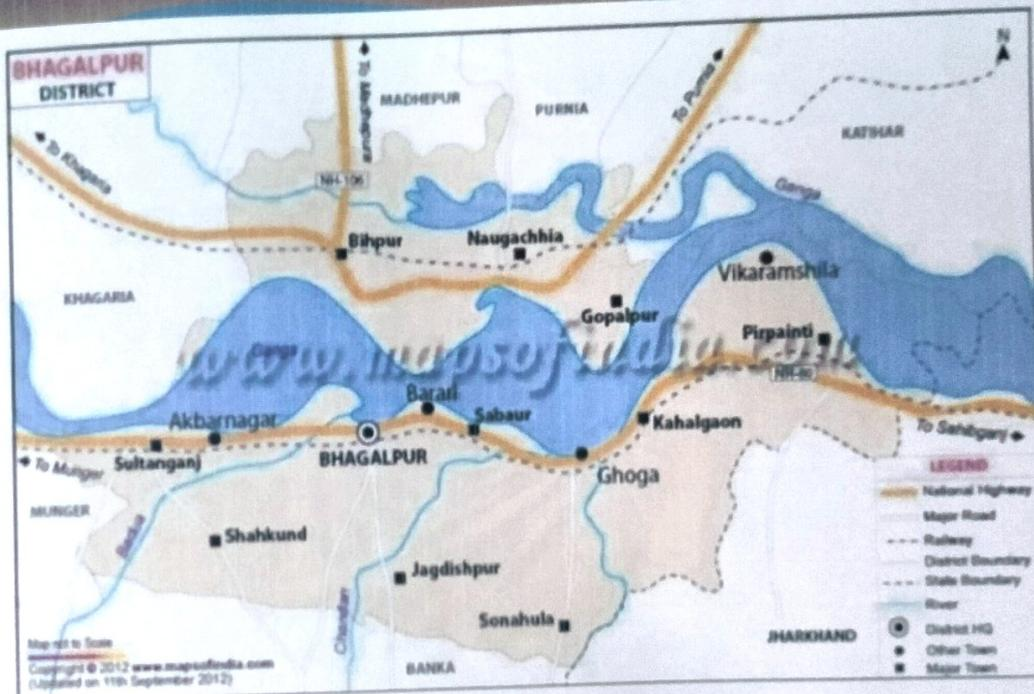 BHAGALPUR
DISTRICT
N
To Madhapura
MADHEPUR
PURNIA
To Purnia
KATIHAR
To Khagaria
NH-106
Ganga
Bihpur
Naugachhia
Vikaramshila
KHAGARIA
Gopalpur
Pirpainti
www.mapsofindia.com
Ganga
NH-80
Barari
Akbarnagar
Sabaur
Kahalgaon
To Sahibganj
Sultanganj
BHAGALPUR
Ghoga
To Munger
MUNGER
Badua
Shahkund
Jagdishpur
Chandan
Sonahula
BANKA
JHARKHAND
LEGEND
National Highway
Major Road
Railway
District Boundary
State Boundary
River
District HQ
Other Town
Major Town
Map not to Scale
Copyright © 2012 www.mapsofindia.com
(Updated on 11th September 2012)